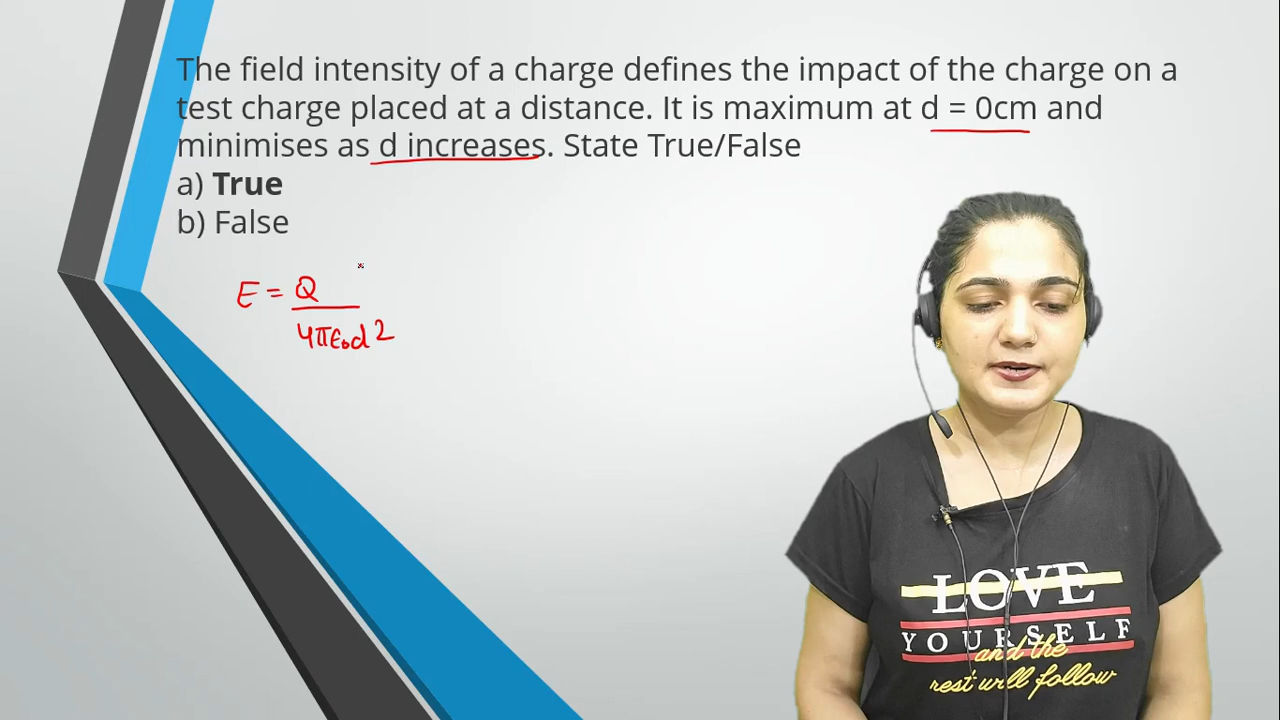 The field intensity of a charge defines the impact of the charge on a
test charge placed at a distance. It is maximum at d = 0cm and
minimises as d increases. State True/False
a) True
b) False
E = Q
4πε₀d²
LOVE
YOURSELF
and the
rest will follow